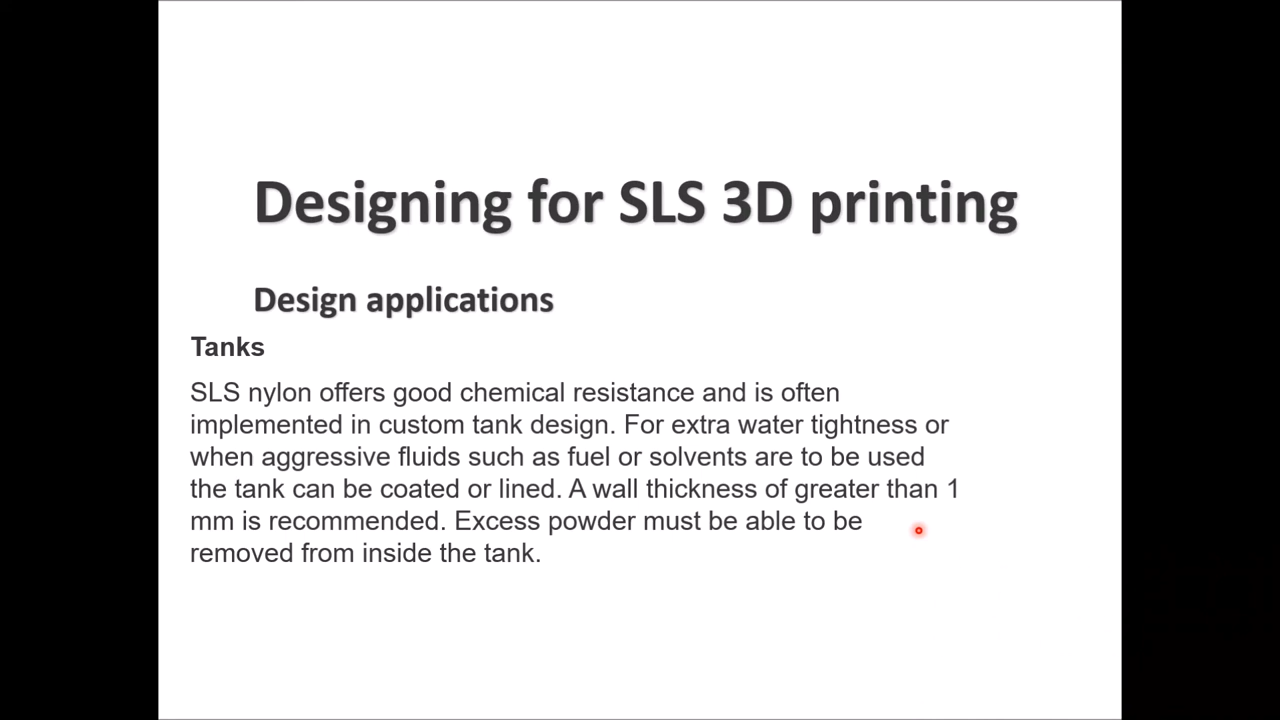 Designing for SLS 3D printing
Design applications
Tanks
SLS nylon offers good chemical resistance and is often
implemented in custom tank design. For extra water tightness or
when aggressive fluids such as fuel or solvents are to be used
the tank can be coated or lined. A wall thickness of greater than 1
mm is recommended. Excess powder must be able to be
removed from inside the tank.